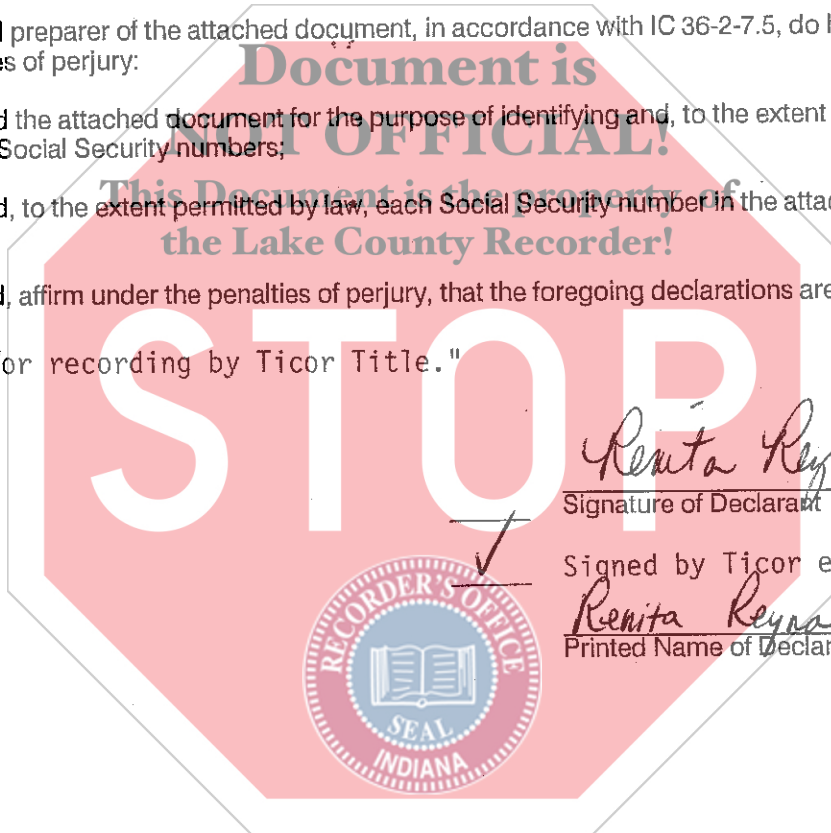 d preparer of the attached document, in accordance with IC 36-2-7.5, do h
es of perjury:
Document is
d the attached document for the purpose of identifying and, to the extent
NOT OFFICIAL!
Social Security numbers;
This Document is the property of
d, to the extent permitted by law, each Social Security number in the attac
the Lake County Recorder!
d, affirm under the penalties of perjury, that the foregoing declarations are
STOP
or recording by Ticor Title."
Renita Rey
Signature of Declarant
Signed by Ticor e
Renita Reyna
Printed Name of Declar
RECORDER'S OFFICE
SEAL
INDIANA